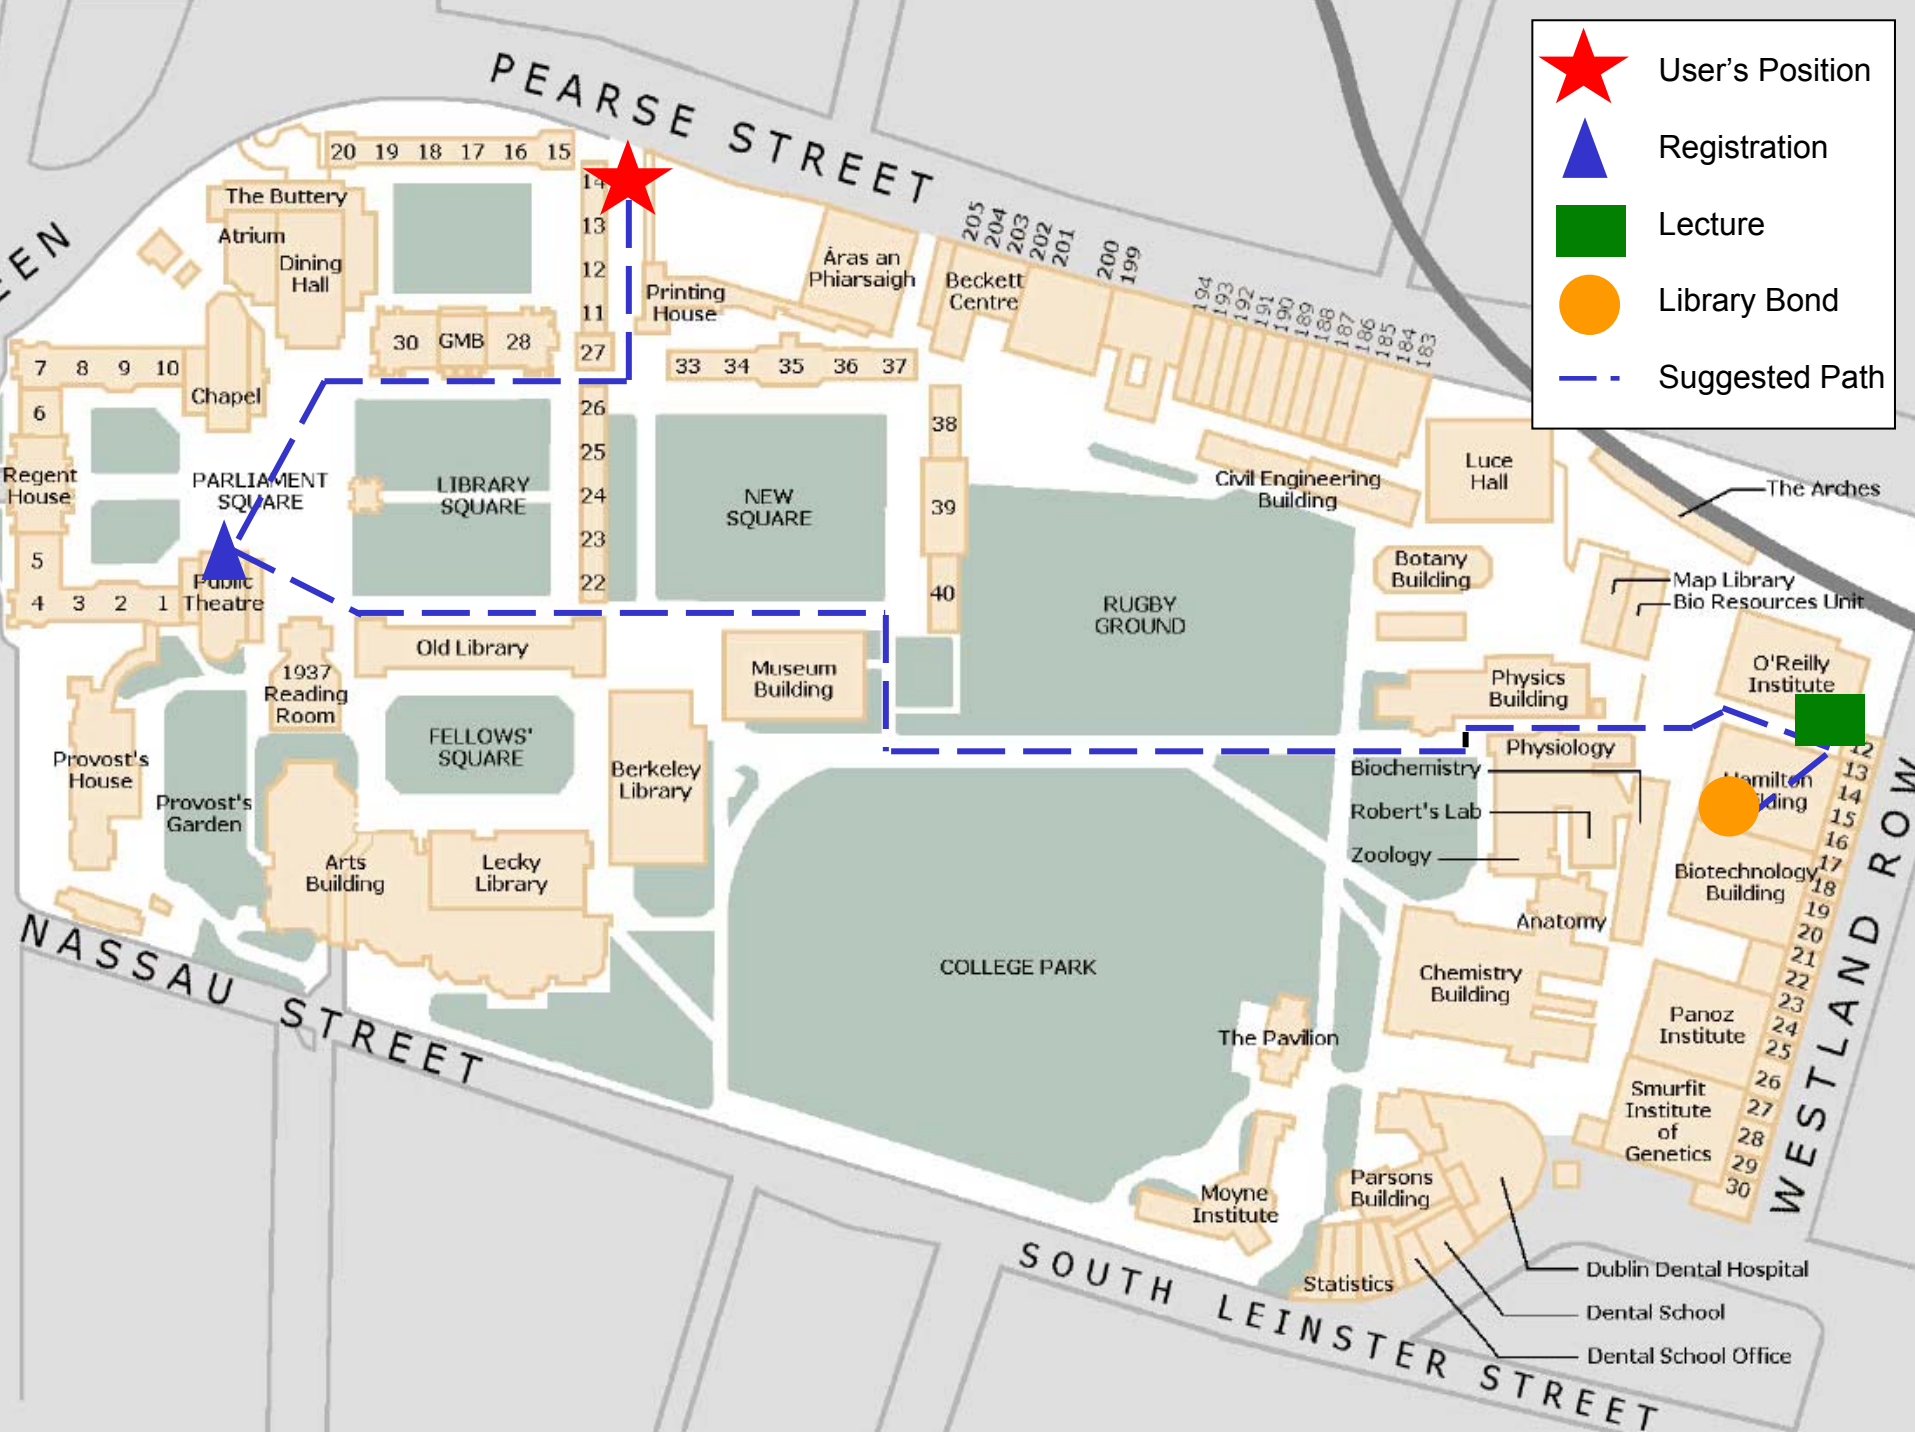 PEARSE STREET
User's Position
Registration
Lecture
Library Bond
Suggested Path
EEN
20 19 18 17 16 15
14
13
12
11
27
The Buttery
Atrium
Dining
Hall
Printing
House
Áras an
Phiarsaigh
Beckett
Centre
205
204
203
202
201
200
199
194
193
192
191
190
189
188
187
186
185
184
183
30 GMB 28
33 34 35 36 37
7 8 9 10
Chapel
6
Regent
House
5
4 3 2 1
PARLIAMENT
SQUARE
Public
Theatre
LIBRARY
SQUARE
26
25
24
23
22
NEW
SQUARE
38
39
40
RUGBY
GROUND
Civil Engineering
Building
Luce
Hall
The Arches
Botany
Building
Map Library
Bio Resources Unit
O'Reilly
Institute
Physics
Building
Physiology
Biochemistry
Robert's Lab
Zoology
Anatomy
Hamilton
Building
Biotechnology
Building
Old Library
1937
Reading
Room
Museum
Building
FELLOWS'
SQUARE
Berkeley
Library
Provost's
House
Provost's
Garden
Arts
Building
Lecky
Library
COLLEGE PARK
The Pavilion
Chemistry
Building
Panoz
Institute
Smurfit
Institute
of
Genetics
12
13
14
15
16
17
18
19
20
21
22
23
24
25
26
27
28
29
30
WESTLAND ROW
NASSAU STREET
Moyne
Institute
Parsons
Building
Statistics
Dublin Dental Hospital
Dental School
Dental School Office
SOUTH LEINSTER STREET